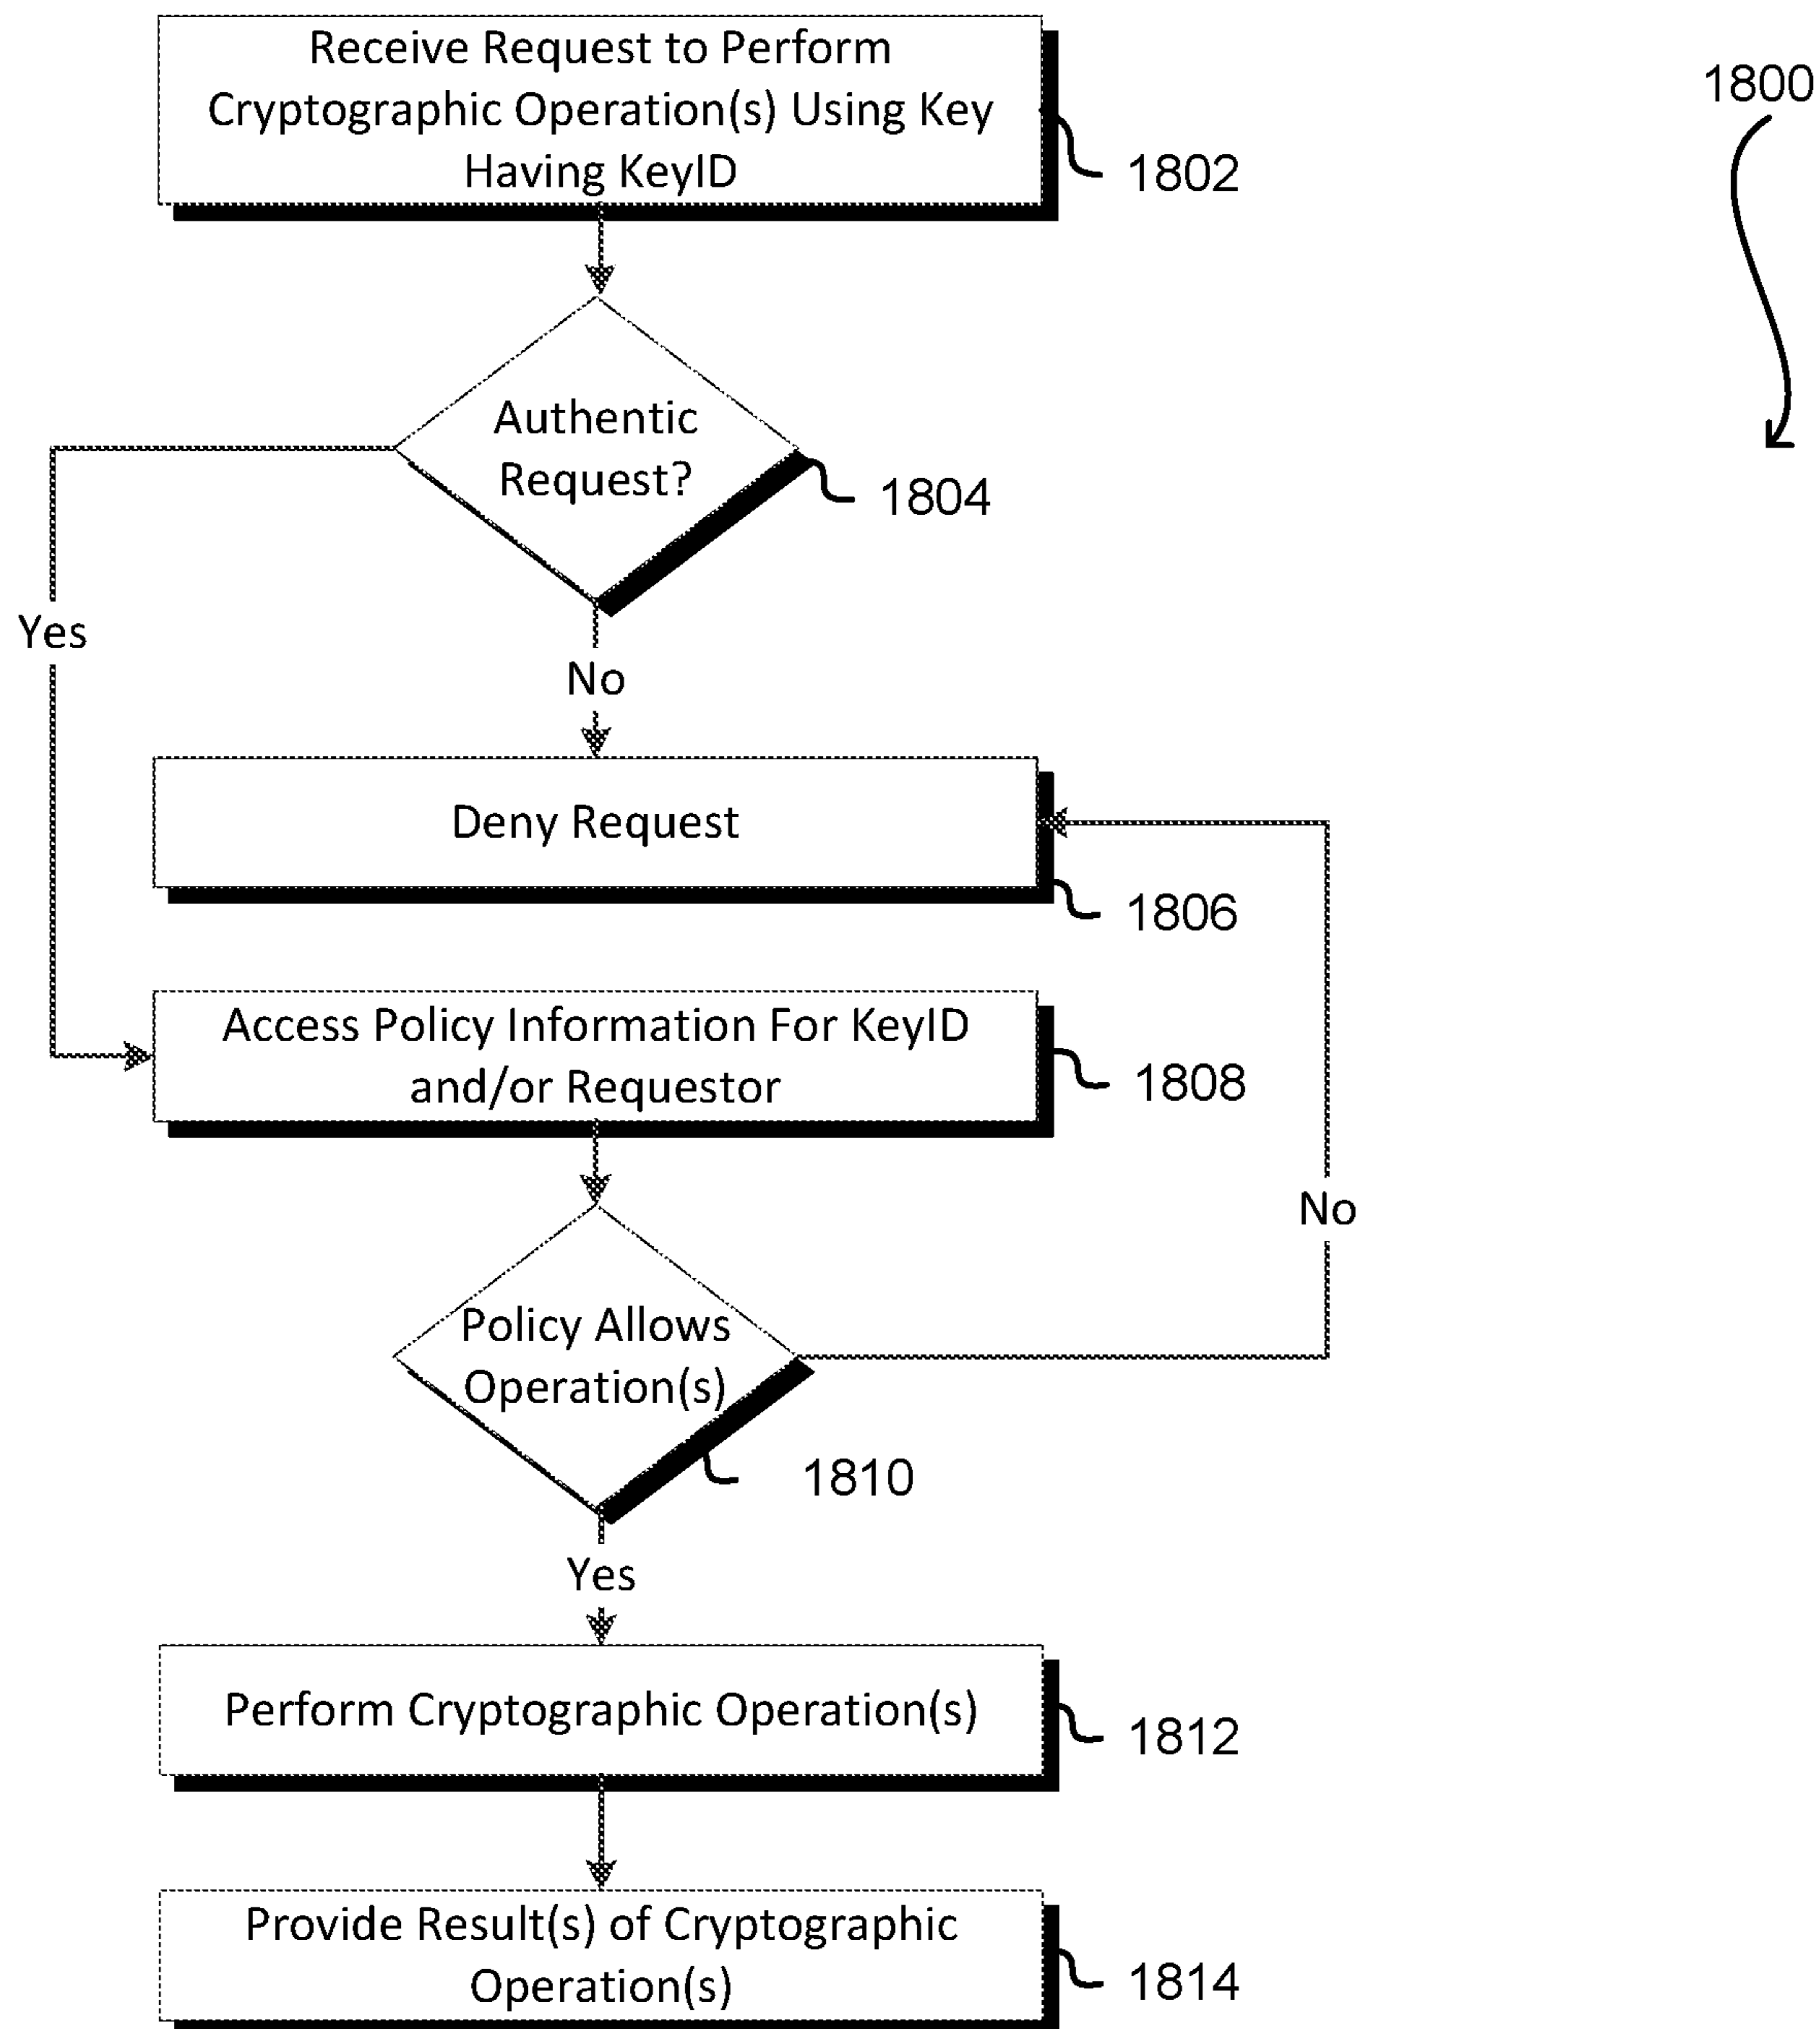 Receive Request to Perform
Cryptographic Operation(s) Using Key
Having KeyID
1802
1800
Authentic
Request?
1804
Yes
No
Deny Request
1806
Access Policy Information For KeyID
and/or Requestor
1808
No
Policy Allows
Operation(s)
1810
Yes
Perform Cryptographic Operation(s)
1812
Provide Result(s) of Cryptographic
Operation(s)
1814